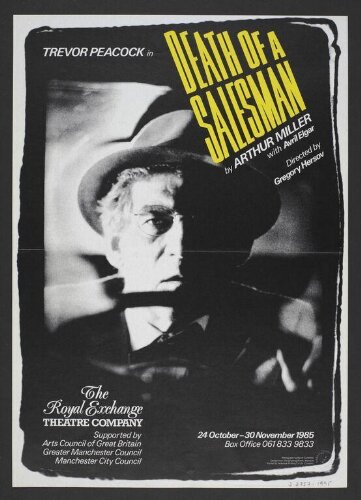 TREVOR PEACOCK in
DEATH OF A
SALESMAN
by ARTHUR MILLER
with Avril Elgar
Directed by
Gregory Hersov
The
Royal Exchange
THEATRE COMPANY
Supported by
Arts Council of Great Britain
Greater Manchester Council
Manchester City Council
24 October-30 November 1985
Box Office 061 833 9833